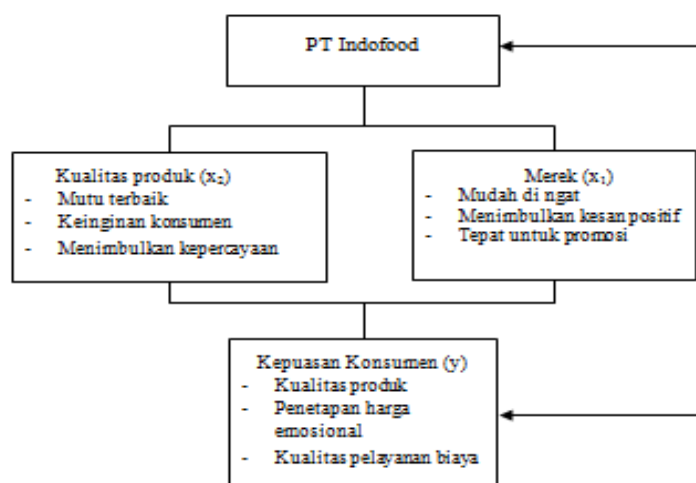 PT Indofood
Kualitas produk (x₂)
- Mutu terbaik
- Keinginan konsumen
- Menimbulkan kepercayaan
Merek (x₁)
- Mudah di ngat
- Menimbulkan kesan positif
- Tepat untuk promosi
Kepuasan Konsumen (y)
- Kualitas produk
- Penetapan harga
emosional
- Kualitas pelayanan biaya